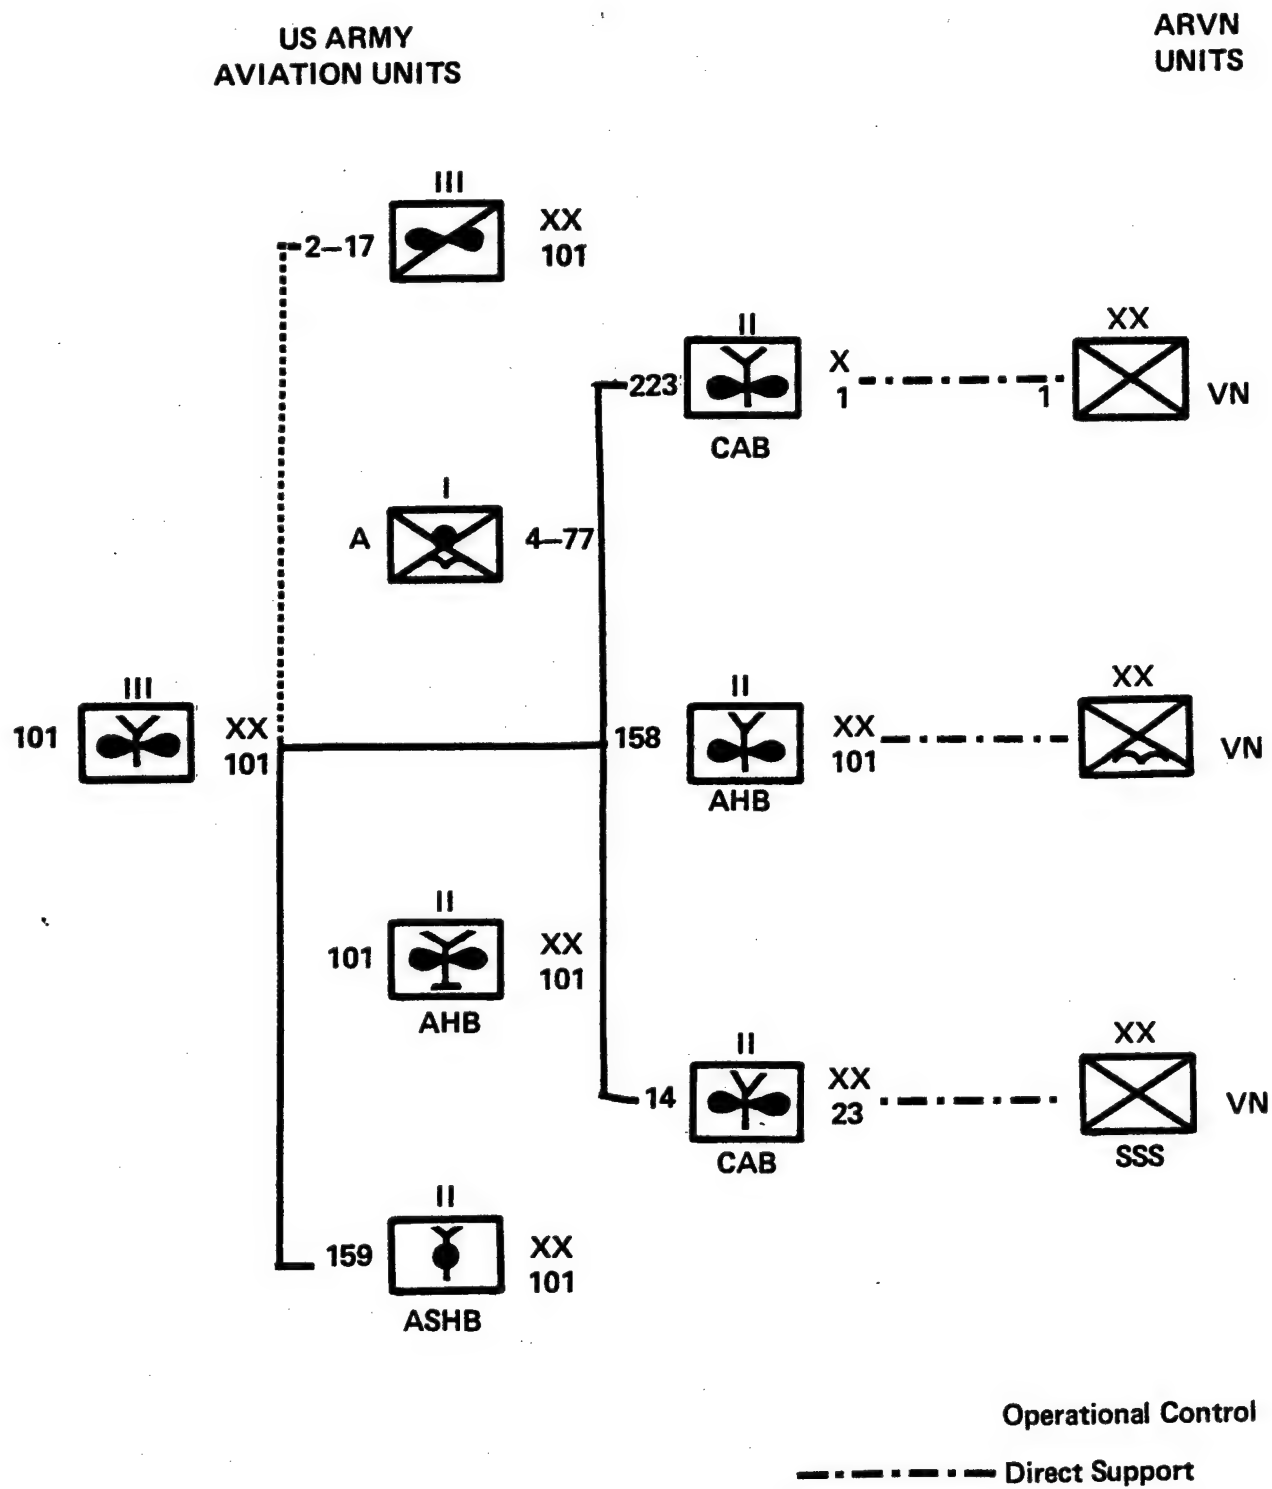 US ARMY
AVIATION UNITS
ARVN
UNITS
III
2–17
XX
101
II
223
X
1
CAB
XX
1
VN
I
A
4–77
III
101
XX
101
II
158
XX
101
AHB
XX
VN
II
101
XX
101
AHB
II
14
XX
23
CAB
XX
VN
SSS
II
159
XX
101
ASHB
Operational Control
Direct Support